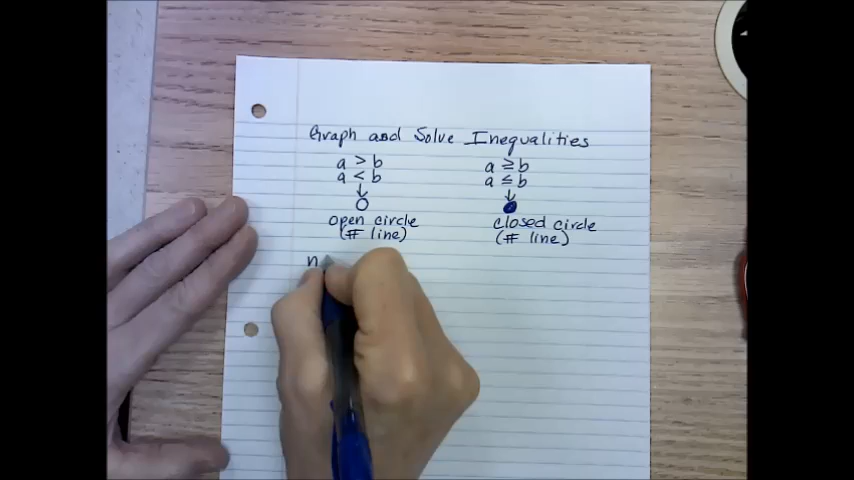 Graph and Solve Inequalities
a > b a ≥ b
a < b a ≤ b
↓ ↓
open circle closed circle
(# line) (# line)
n